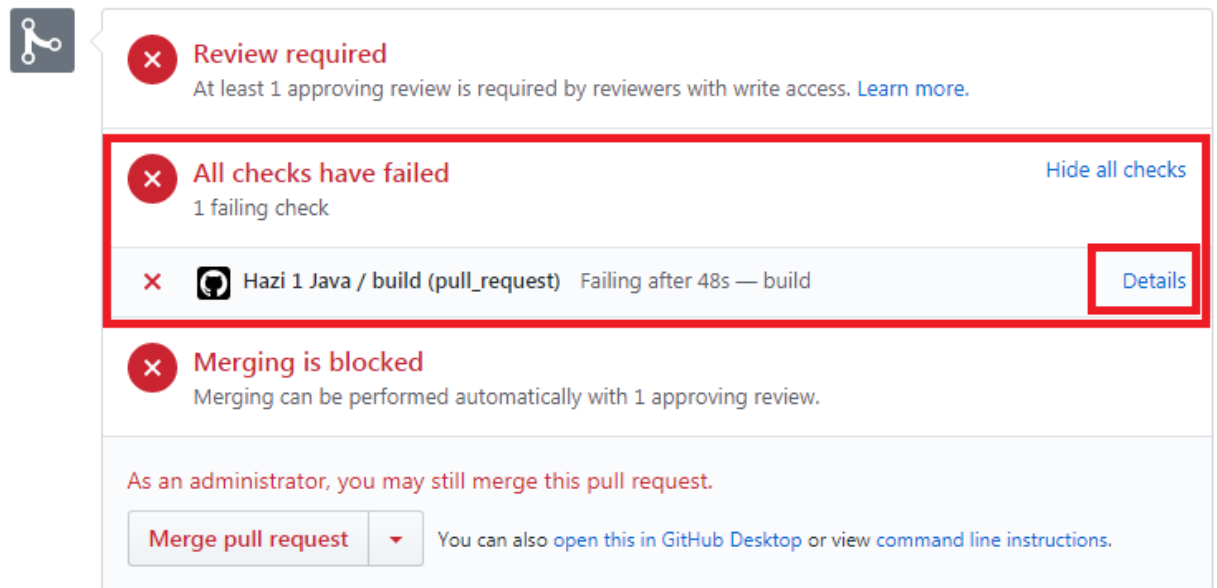 Review required
At least 1 approving review is required by reviewers with write access. Learn more.
All checks have failed
Hide all checks
1 failing check
Hazi 1 Java / build (pull_request) Failing after 48s — build
Details
Merging is blocked
Merging can be performed automatically with 1 approving review.
As an administrator, you may still merge this pull request.
Merge pull request
You can also open this in GitHub Desktop or view command line instructions.